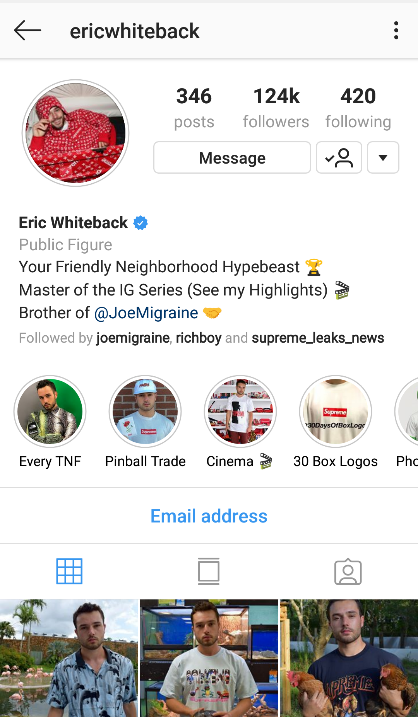 ericwhiteback
346 124k 420
posts followers following
Message
Eric Whiteback
Public Figure
Your Friendly Neighborhood Hypebeast 🏆
Master of the IG Series (See my Highlights) 🎬
Brother of @JoeMigraine 🤝
Followed by joemigraine, richboy and supreme_leaks_news
Supreme
30DaysOfBoxLogo
Every TNF Pinball Trade Cinema 🎬 30 Box Logos Pho
Email address